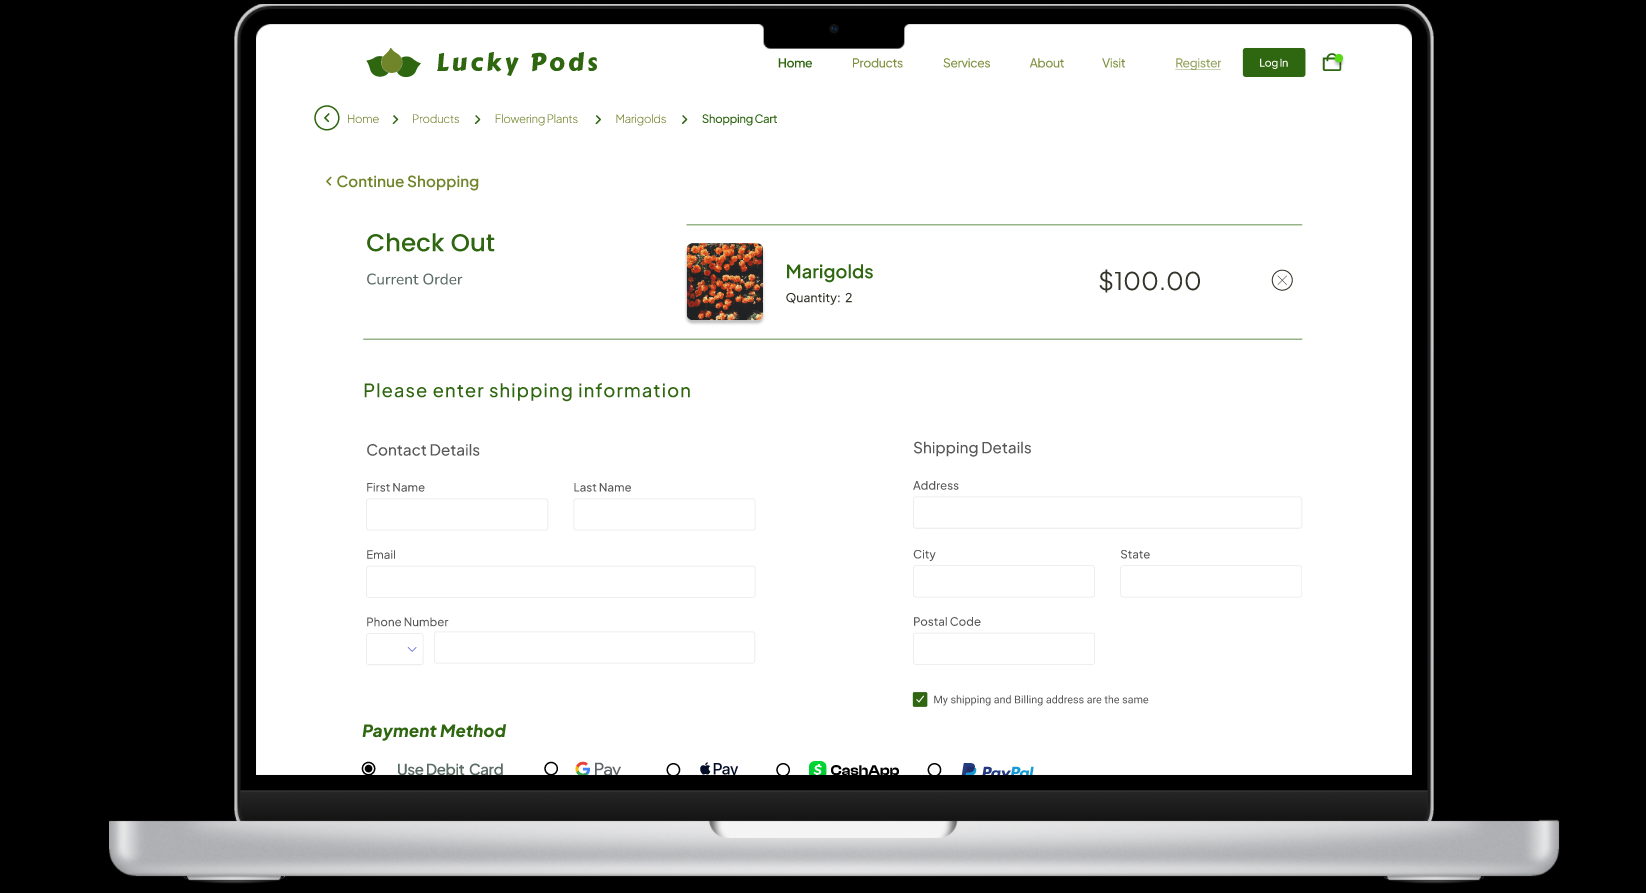 Lucky Pods
Home Products Services About Visit Register Log In
Home > Products > Flowering Plants > Marigolds > Shopping Cart
< Continue Shopping
Check Out
Current Order
Marigolds
Quantity: 2
$100.00
Please enter shipping information
Contact Details
First Name Last Name
Email
Phone Number
Shipping Details
Address
City State
Postal Code
My shipping and Billing address are the same
Payment Method
Use Debit Card G Pay Pay $ CashApp PayPal